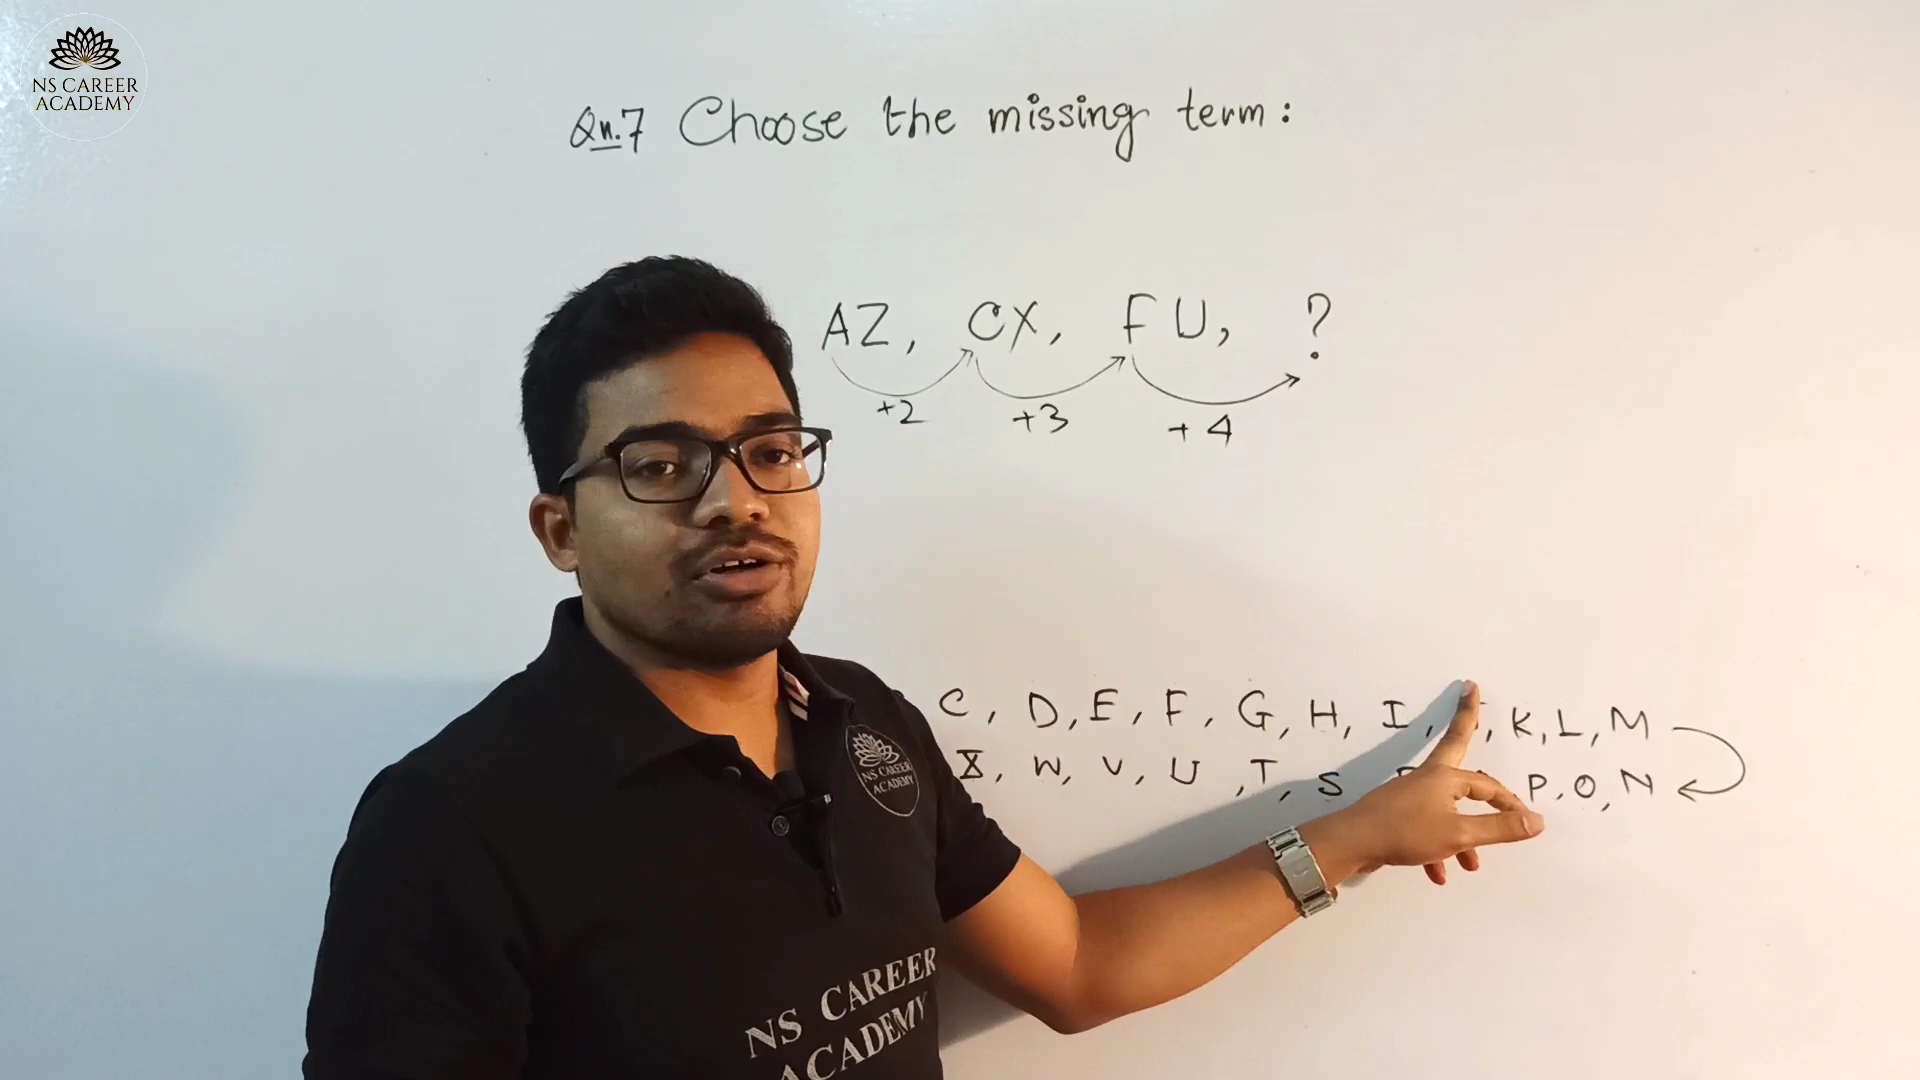 NS CAREER
ACADEMY
Qn.7 Choose the missing term:
AZ, CX, FU, ?
+2 +3 +4
C, D, E, F, G, H, I, K, L, M
X, W, V, U, T, S P, O, N
NS CAREER
ACADEMY
NS CAREER
ACADEMY